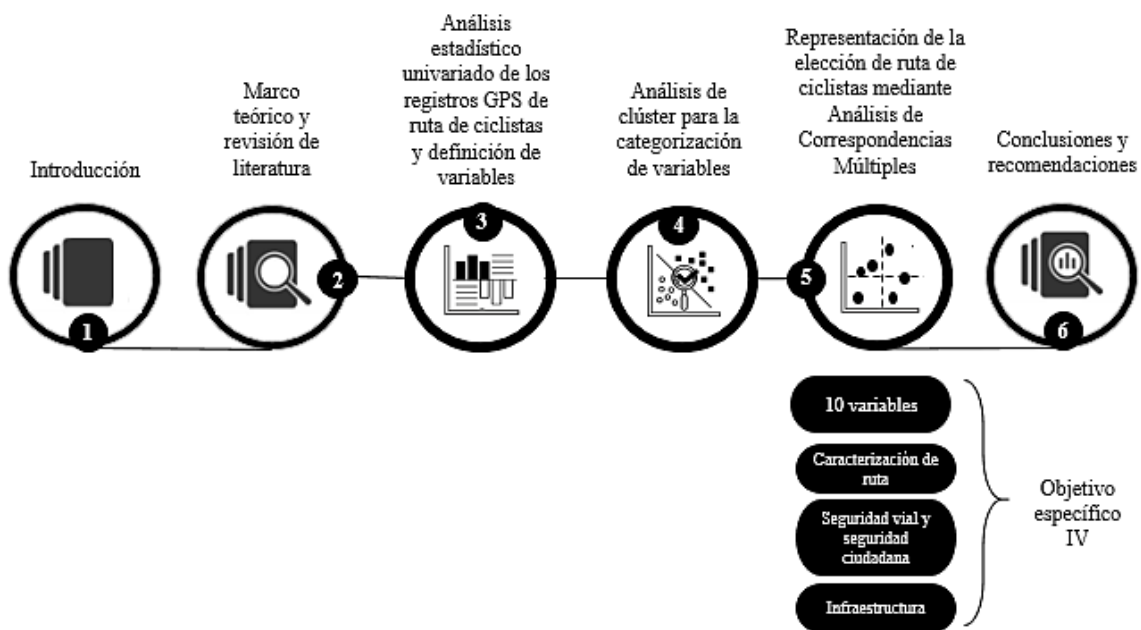 Introducción
1
Marco
teórico y
revisión de
literatura
2
Análisis
estadístico
univariado de los
registros GPS de
ruta de ciclistas
y definición de
variables
3
Análisis de
clúster para la
categorización
de variables
4
Representación de la
elección de ruta de
ciclistas mediante
Análisis de
Correspondencias
Múltiples
5
Conclusiones y
recomendaciones
6
10 variables
Caracterización de
ruta
Seguridad vial y
seguridad
ciudadana
Infraestructura
Objetivo
específico
IV